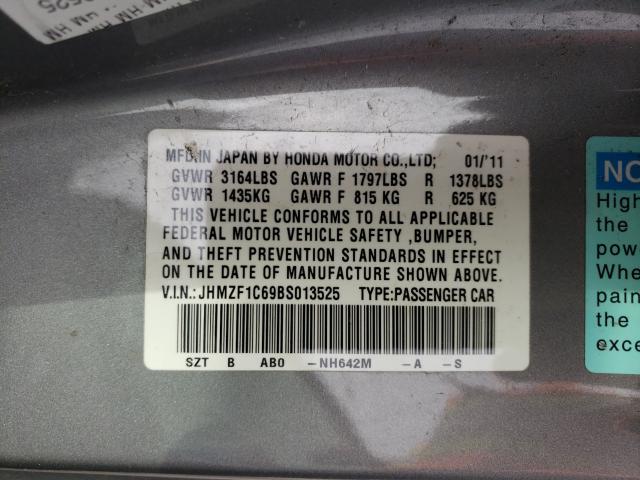 MFD.IN JAPAN BY HONDA MOTOR CO.,LTD; 01/'11
GVWR 3164LBS GAWR F 1797LBS R 1378LBS
GVWR 1435KG GAWR F 815 KG R 625 KG
THIS VEHICLE CONFORMS TO ALL APPLICABLE
FEDERAL MOTOR VEHICLE SAFETY ,BUMPER,
AND THEFT PREVENTION STANDARDS IN EFFECT
ON THE DATE OF MANUFACTURE SHOWN ABOVE.
V.I.N.: JHMZF1C69BS013525 TYPE:PASSENGER CAR
SZT B AB0 –NH642M –A –S
NO
High
the
powe
Whe
pain
the
exce
HM HM